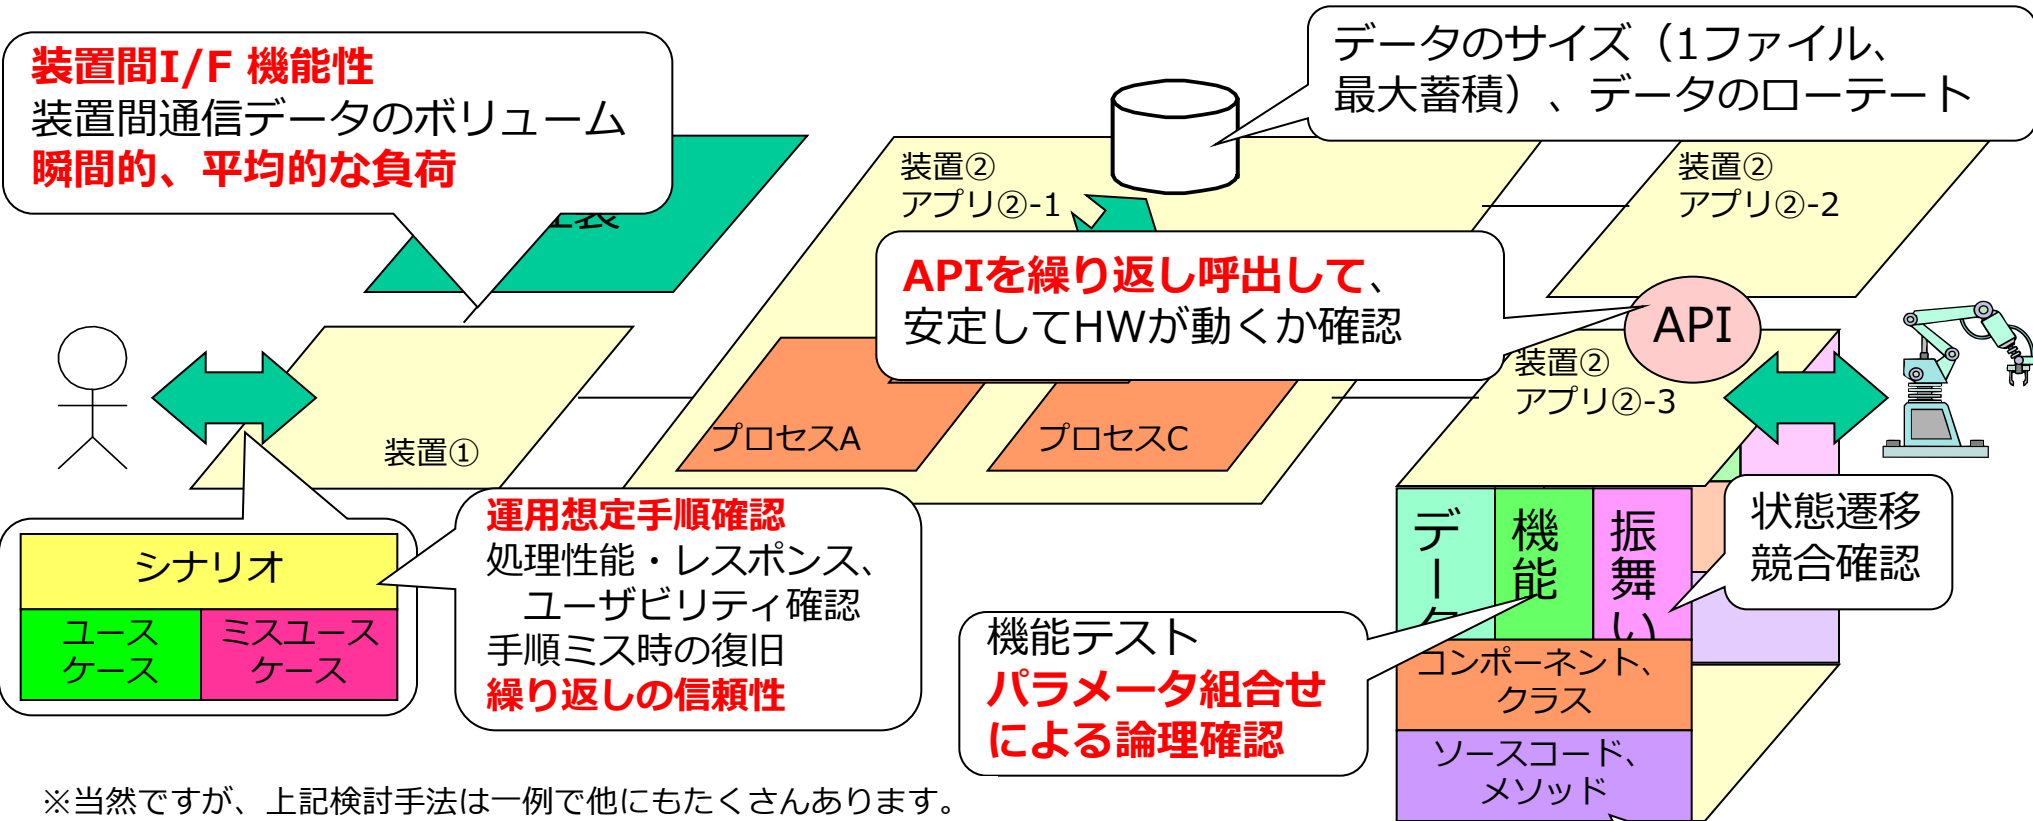 装置間I/F 機能性
装置間通信データのボリューム
瞬間的、平均的な負荷
データのサイズ（1ファイル、
最大蓄積）、データのローテート
装置②
アプリ②-1
装置②
アプリ②-2
APIを繰り返し呼出して、
安定してHWが動くか確認
API
装置②
アプリ②-3
装置①
プロセスA
プロセスC
シナリオ
ユース
ケース
ミスユース
ケース
運用想定手順確認
処理性能・レスポンス、
ユーザビリティ確認
手順ミス時の復旧
繰り返しの信頼性
機能テスト
パラメータ組合せ
による論理確認
データ
機能
振舞い
状態遷移
競合確認
コンポーネント、
クラス
ソースコード、
メソッド
※当然ですが、上記検討手法は一例で他にもたくさんあります。